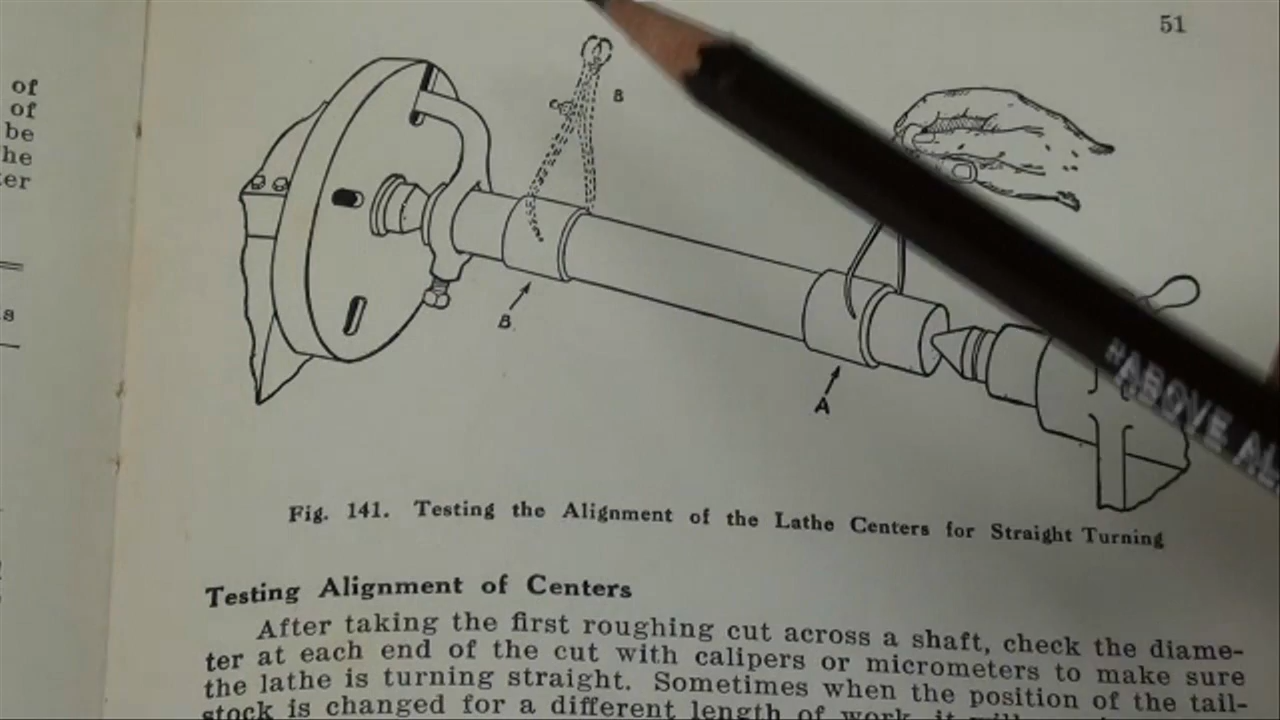 51
of
of
be
he
er
s
B
B
A
"ABOVE AL
Fig. 141. Testing the Alignment of the Lathe Centers for Straight Turning
Testing Alignment of Centers
After taking the first roughing cut across a shaft, check the diame-
ter at each end of the cut with calipers or micrometers to make sure
the lathe is turning straight. Sometimes when the position of the tail-
stock is changed for a different length of work it